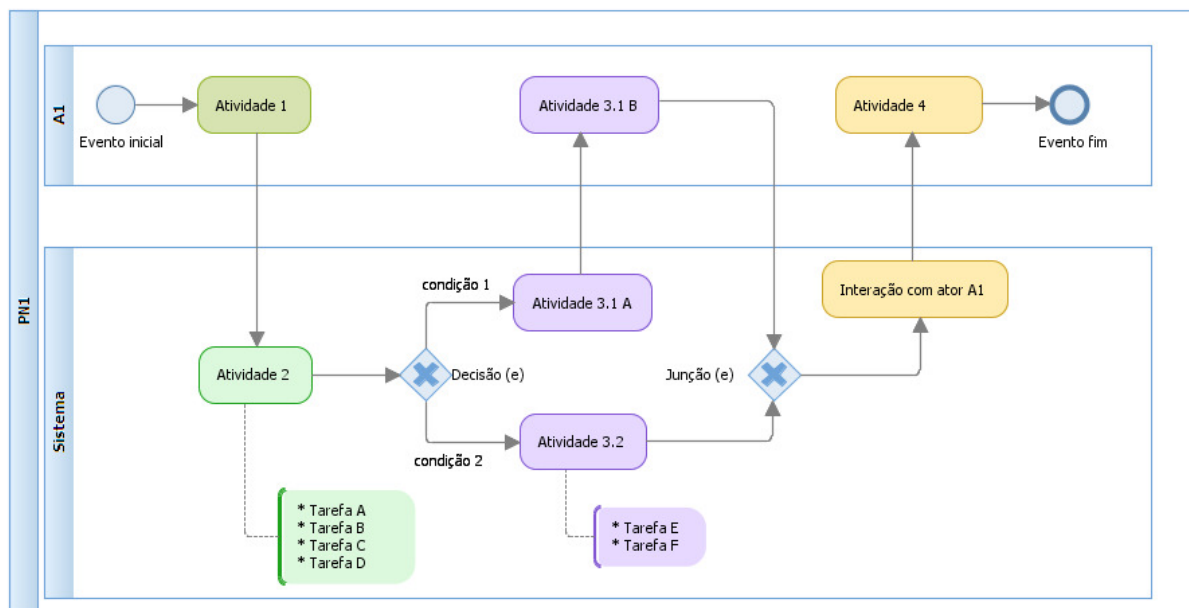 PN1
A1
Evento inicial
Atividade 1
Atividade 3.1 B
Atividade 4
Evento fim
Sistema
Atividade 2
Decisão (e)
condição 1
Atividade 3.1 A
condição 2
Atividade 3.2
Junção (e)
Interação com ator A1
* Tarefa A
* Tarefa B
* Tarefa C
* Tarefa D
* Tarefa E
* Tarefa F